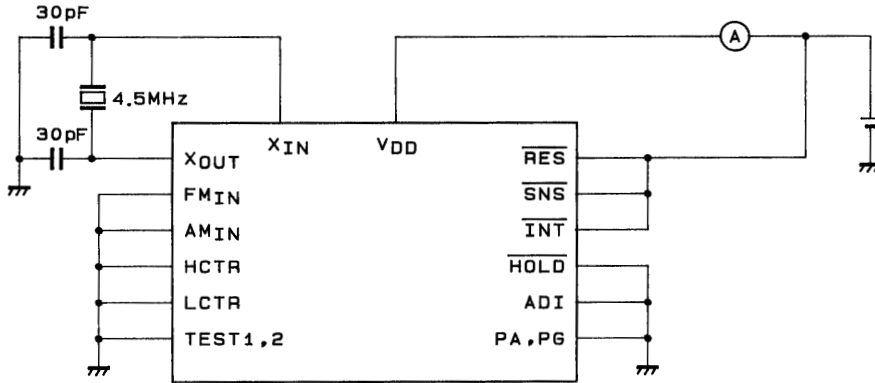 30pF
A
4.5MHz
30pF
XIN
VDD
XOUT
RES
FMIN
SNS
AMIN
INT
HCTR
HOLD
LCTR
ADI
TEST1,2
PA,PG